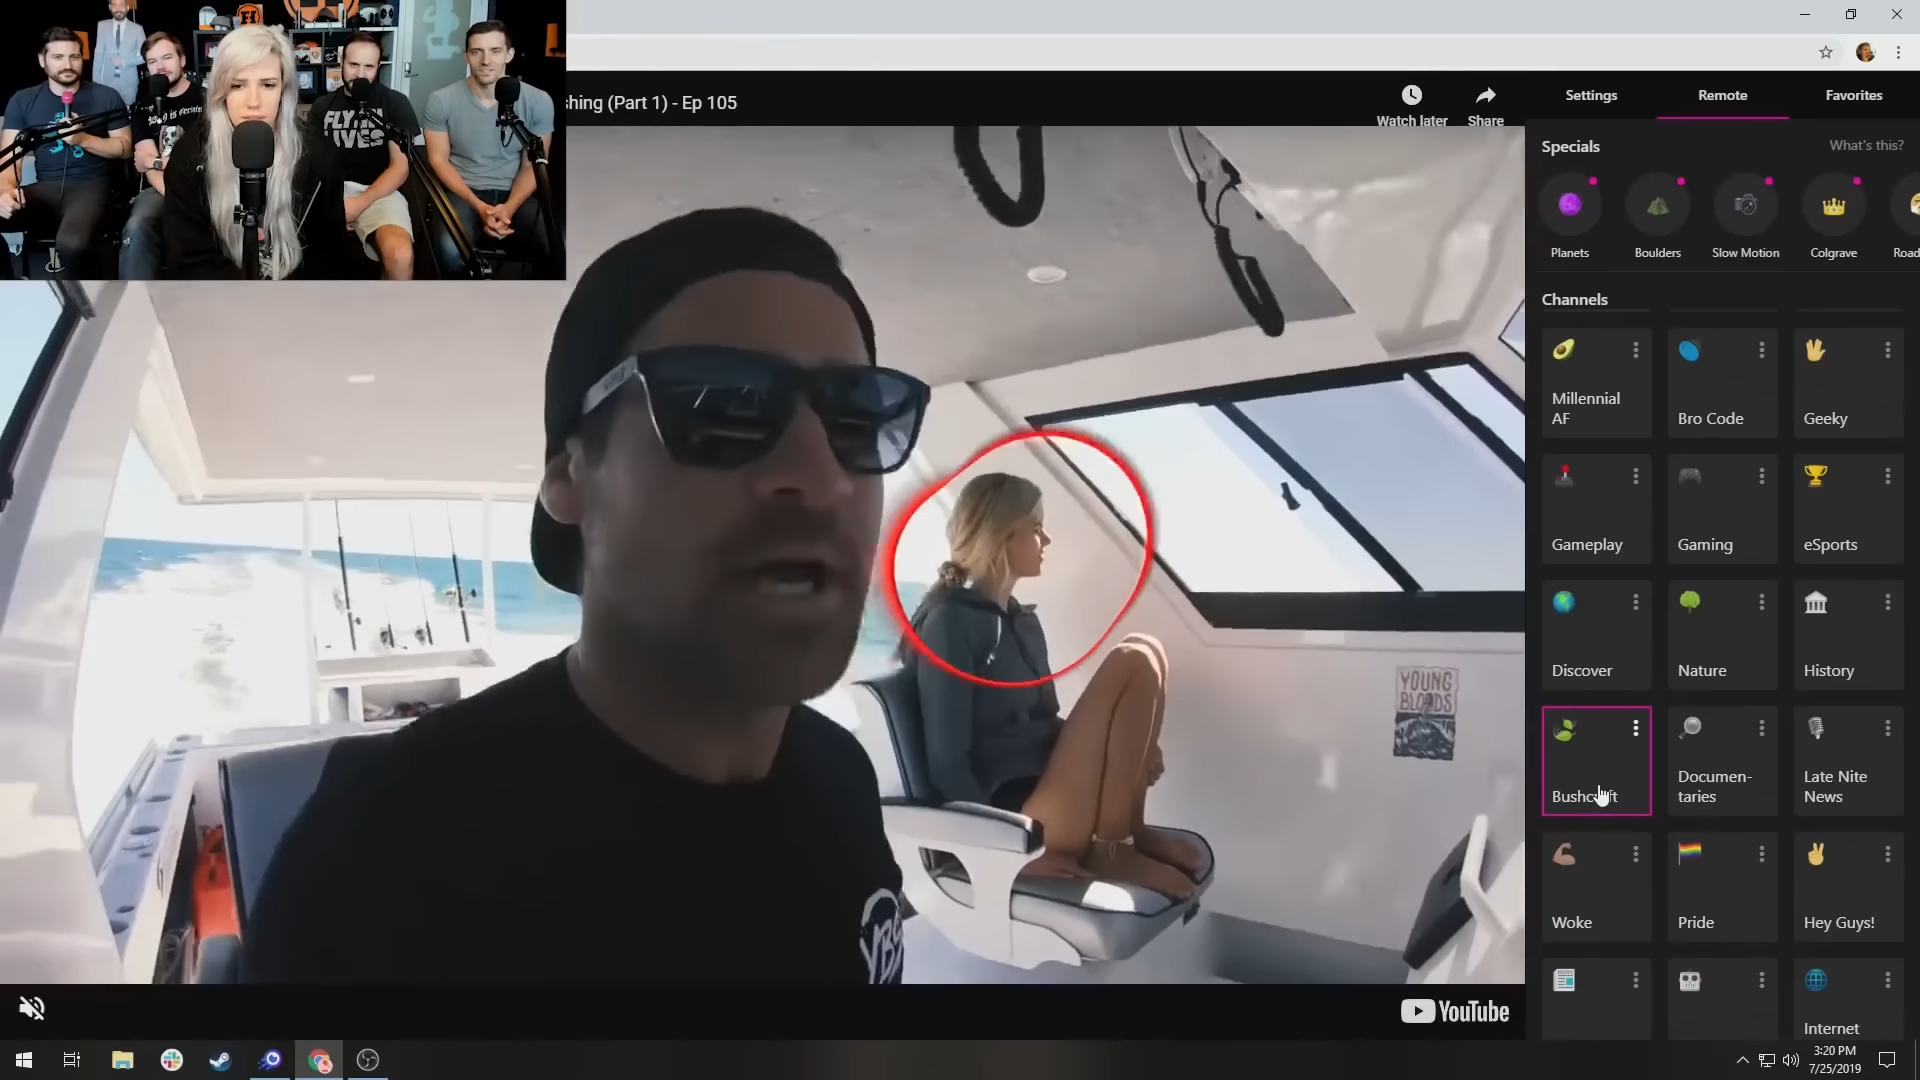 shing (Part 1) - Ep 105
Watch later
Share
Settings
Remote
Favorites
Specials
What's this?
Planets
Boulders
Slow Motion
Colgrave
Road
Channels
Millennial
AF
Bro Code
Geeky
Gameplay
Gaming
eSports
Discover
Nature
History
Documen-
taries
Late Nite
News
Woke
Pride
Hey Guys!
Internet
YOUNG
BLOODS
YouTube
3:20 PM
7/25/2019